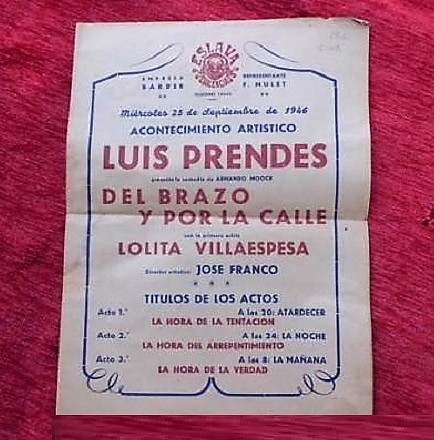 ESLAVA
EMPRESA
BARDIN
REPRESENTANTE
F. MUSET
Miércoles 25 de septiembre de 1946
ACONTECIMIENTO ARTISTICO
LUIS PRENDES
presenta la comedia de ARMANDO MOOCK
DEL BRAZO
Y POR LA CALLE
con la primera actriz
LOLITA VILLAESPESA
Director artístico: JOSE FRANCO
TITULOS DE LOS ACTOS
Acto 1.º A las 20: ATARDECER
LA HORA DE LA TENTACION
Acto 2.º A las 24: LA NOCHE
LA HORA DEL ARREPENTIMIENTO
Acto 3.º A las 8: LA MAÑANA
LA HORA DE LA VERDAD